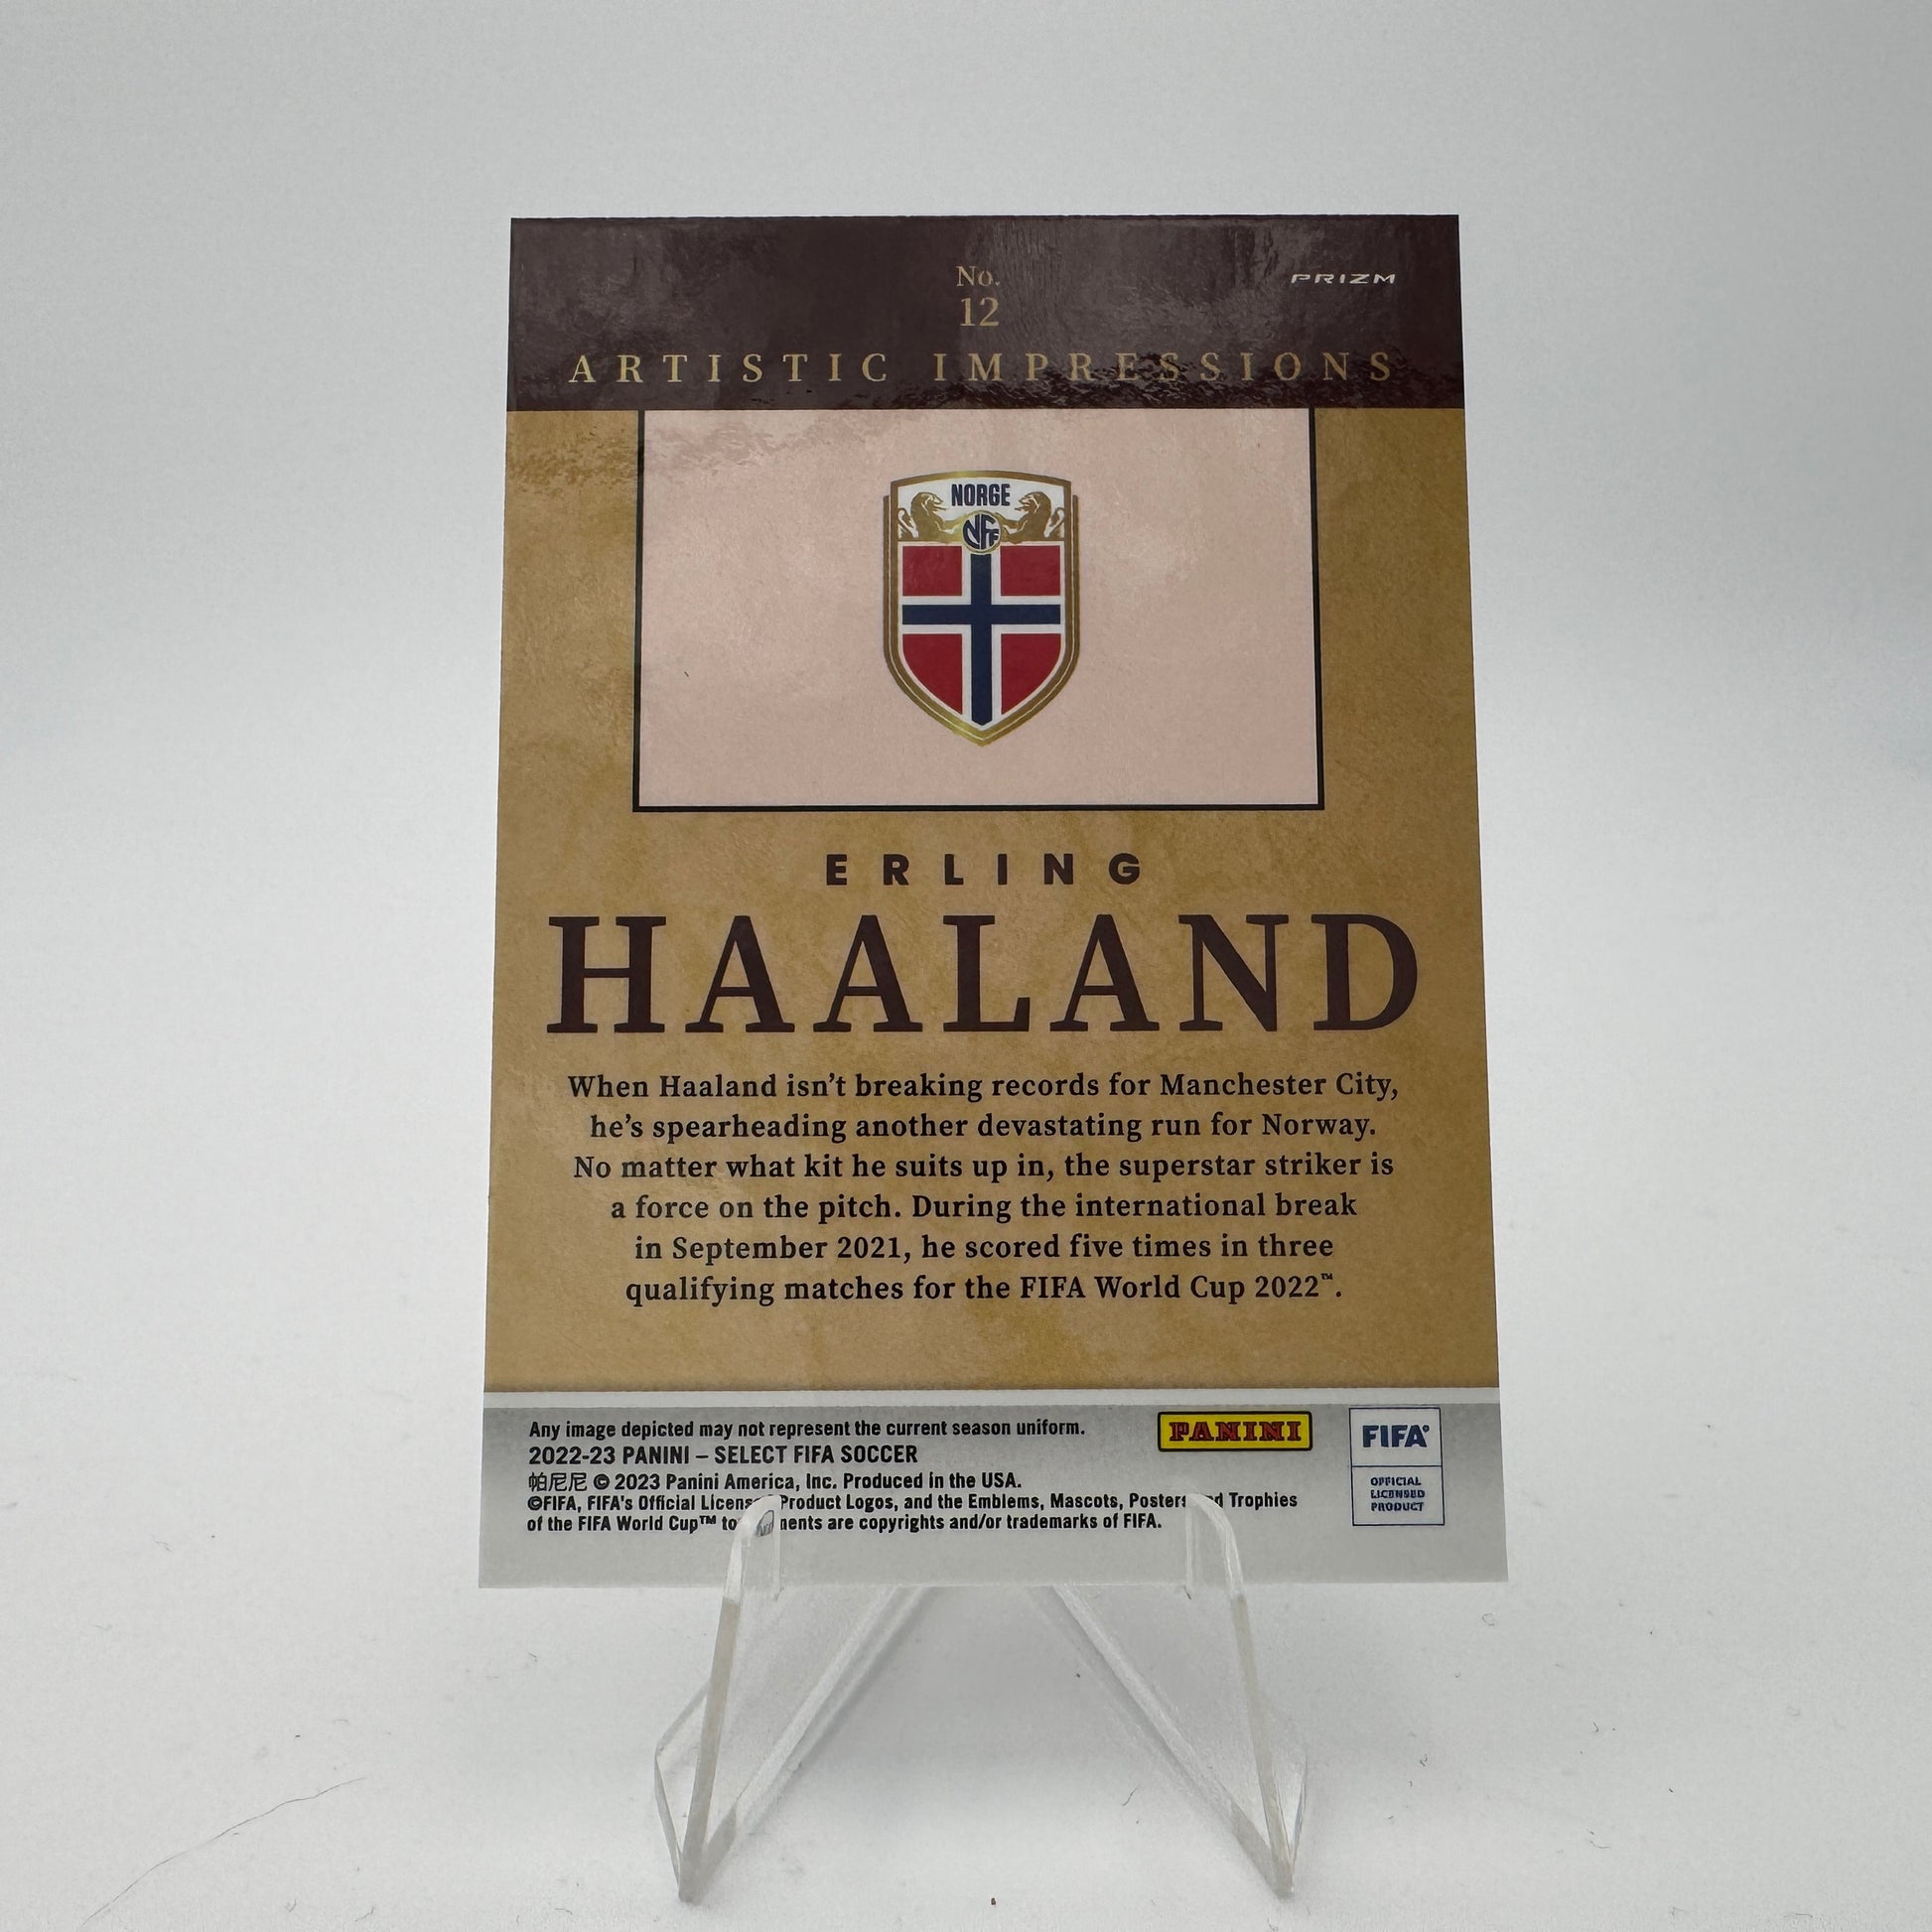 No.
12
PRIZM
ARTISTIC IMPRESSIONS
NORGE
NFF
ERLING
HAALAND
When Haaland isn't breaking records for Manchester City,
he's spearheading another devastating run for Norway.
No matter what kit he suits up in, the superstar striker is
a force on the pitch. During the international break
in September 2021, he scored five times in three
qualifying matches for the FIFA World Cup 2022™.
Any image depicted may not represent the current season uniform.
2022-23 PANINI – SELECT FIFA SOCCER
帕尼尼 © 2023 Panini America, Inc. Produced in the USA.
©FIFA, FIFA's Official Product Logos, and the Emblems, Mascots, Trophies
of the FIFA World Cup™ are copyrights and/or trademarks of FIFA.
PANINI
FIFA®
OFFICIAL
LICENSED
PRODUCT